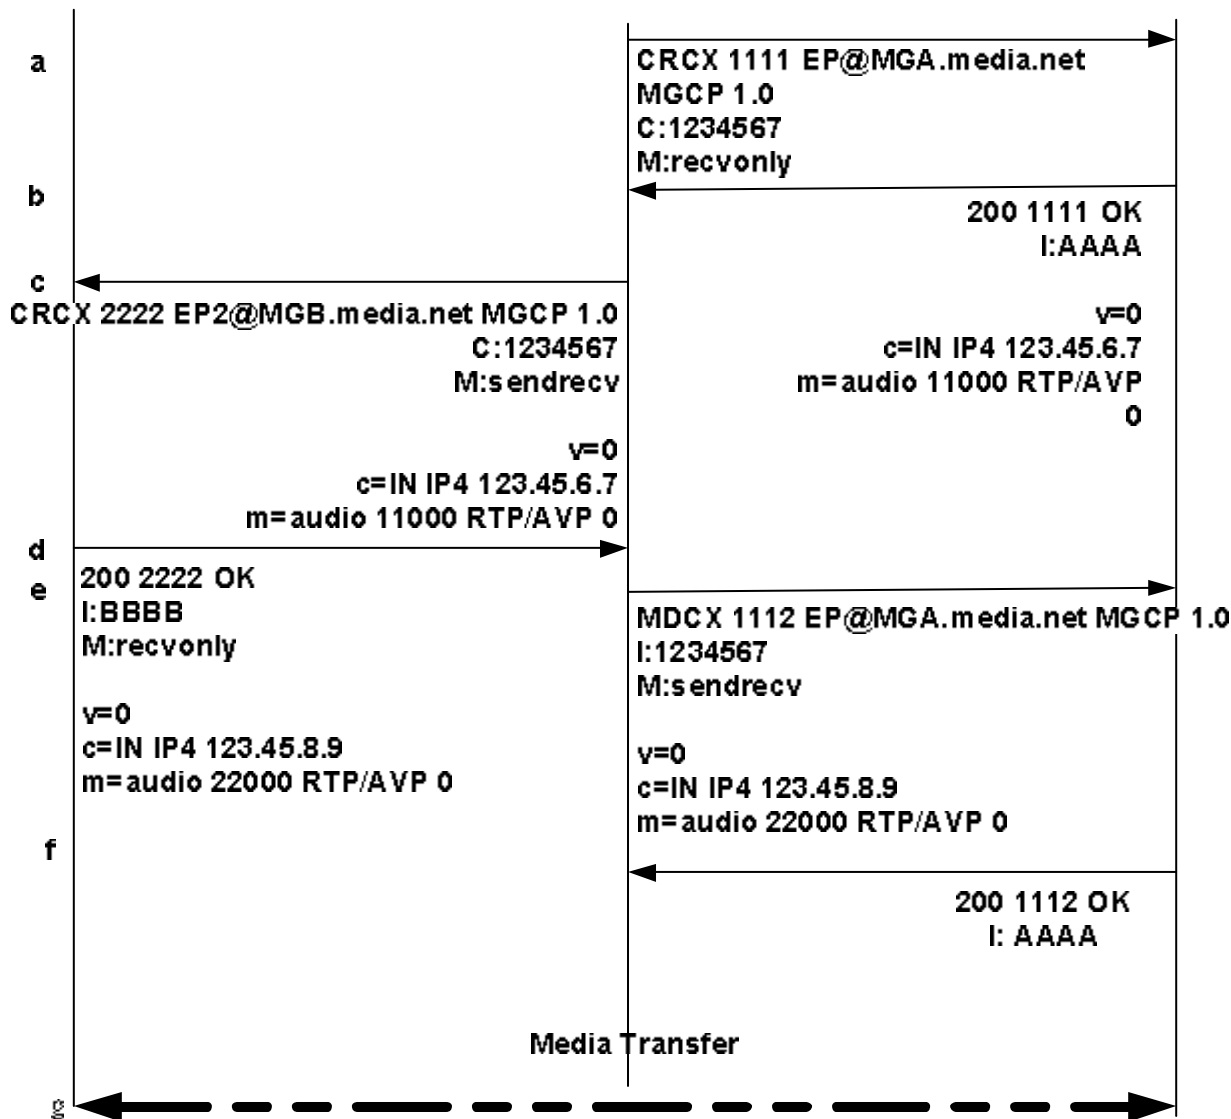 a
CRCX 1111 EP@MGA.media.net
MGCP 1.0
C:1234567
M:recvonly
b
200 1111 OK
I:AAAA
v=0
c=IN IP4 123.45.6.7
m=audio 11000 RTP/AVP
0
c
CRCX 2222 EP2@MGB.media.net MGCP 1.0
C:1234567
M:sendrecv
v=0
c=IN IP4 123.45.6.7
m=audio 11000 RTP/AVP 0
d
200 2222 OK
I:BBBB
M:recvonly
v=0
c=IN IP4 123.45.8.9
m=audio 22000 RTP/AVP 0
e
MDCX 1112 EP@MGA.media.net MGCP 1.0
I:1234567
M:sendrecv
v=0
c=IN IP4 123.45.8.9
m=audio 22000 RTP/AVP 0
f
200 1112 OK
I: AAAA
Media Transfer
g